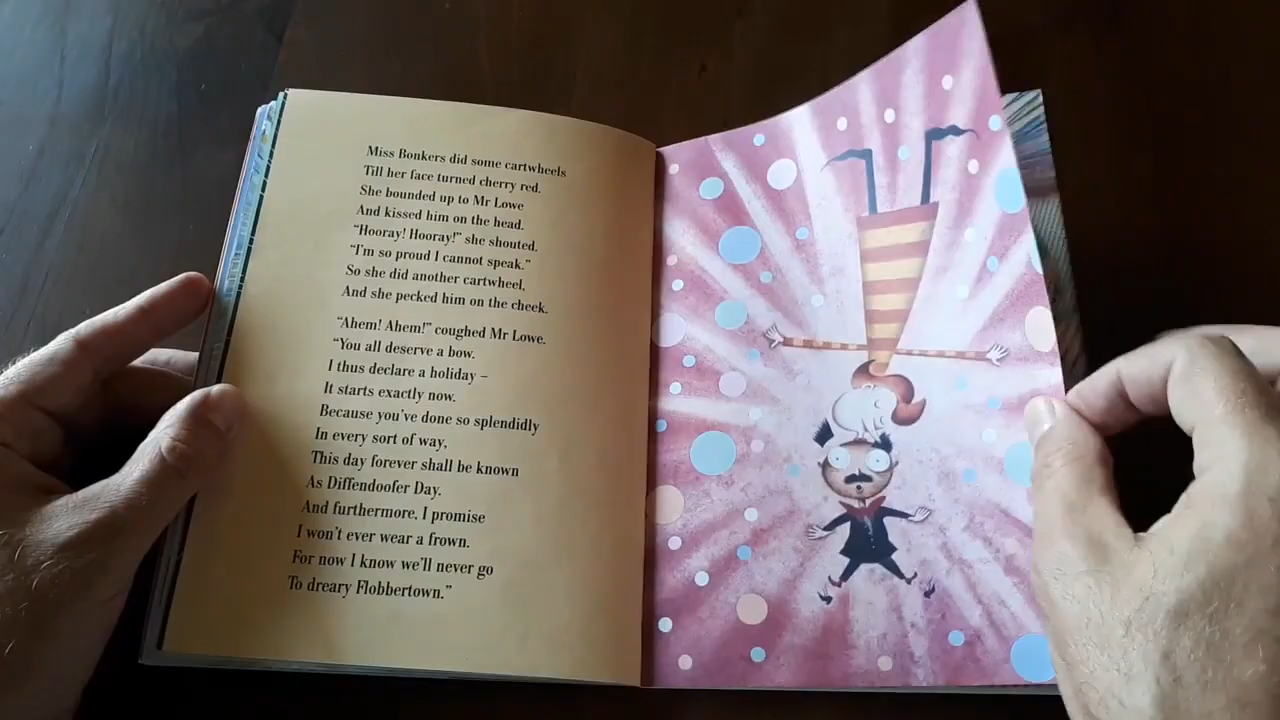 Miss Bonkers did some cartwheels
Till her face turned cherry red.
She bounded up to Mr Lowe
And kissed him on the head.
“Hooray! Hooray!” she shouted.
“I'm so proud I cannot speak.”
So she did another cartwheel,
And she pecked him on the cheek.
“Ahem! Ahem!” coughed Mr Lowe.
“You all deserve a bow.
I thus declare a holiday –
It starts exactly now.
Because you've done so splendidly
In every sort of way,
This day forever shall be known
As Diffendoofer Day.
And furthermore, I promise
I won't ever wear a frown.
For now I know we'll never go
To dreary Flobbertown.”